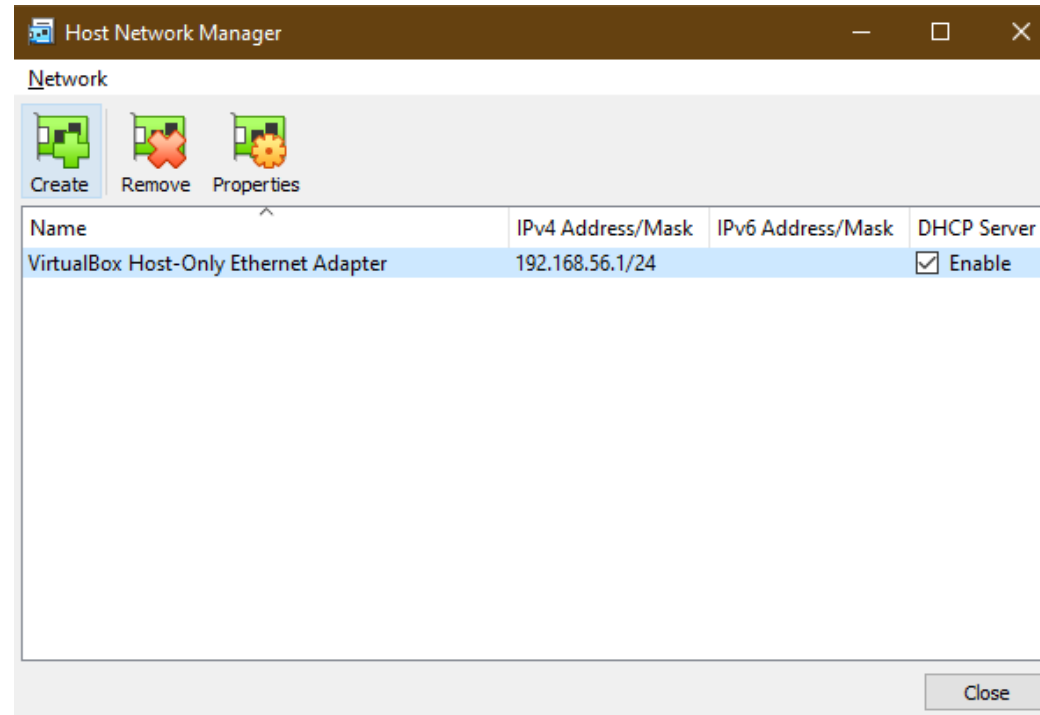 Host Network Manager
Network
Create Remove Properties
Name IPv4 Address/Mask IPv6 Address/Mask DHCP Server
VirtualBox Host-Only Ethernet Adapter 192.168.56.1/24 Enable
Close